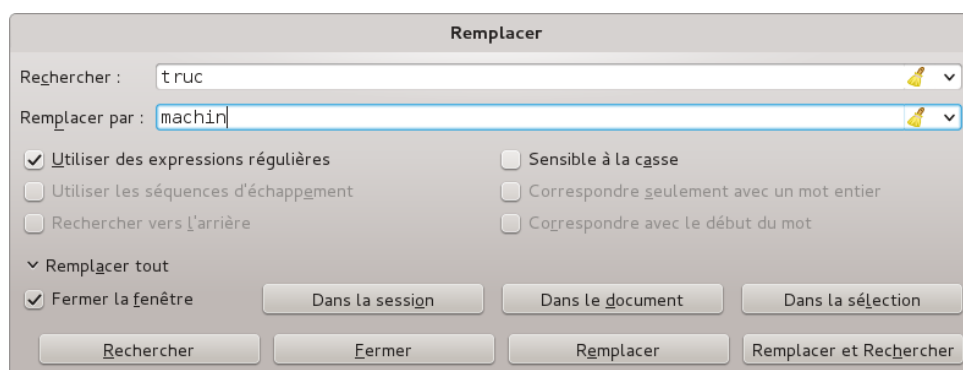 Remplacer
Rechercher : truc
Remplacer par : machin
Utiliser des expressions régulières Sensible à la casse
Utiliser les séquences d'échappement Correspondre seulement avec un mot entier
Rechercher vers l'arrière Correspondre avec le début du mot
Remplacer tout
Fermer la fenêtre Dans la session Dans le document Dans la sélection
Rechercher Fermer Remplacer Remplacer et Rechercher